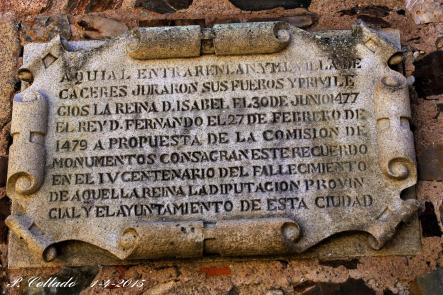 AQUI AL ENTRAR EN LA N. Y M. L. VILLA DE
CACERES JURARON SUS FUEROS Y PRIVILE
GIOS LA REINA D. ISABEL EL 30 DE JUNIO 1477
EL REY D. FERNANDO EL 27 DE FEBRERO DE
1479 A PROPUESTA DE LA COMISION DE
MONUMENTOS CONSAGRAN ESTE RECUERDO
EN EL IV CENTENARIO DEL FALLECIMIENTO
DE AQUELLA REINA LA DIPUTACION PROVIN
CIAL Y EL AYUNTAMIENTO DE ESTA CIUDAD
P. Collado 1-4-2015